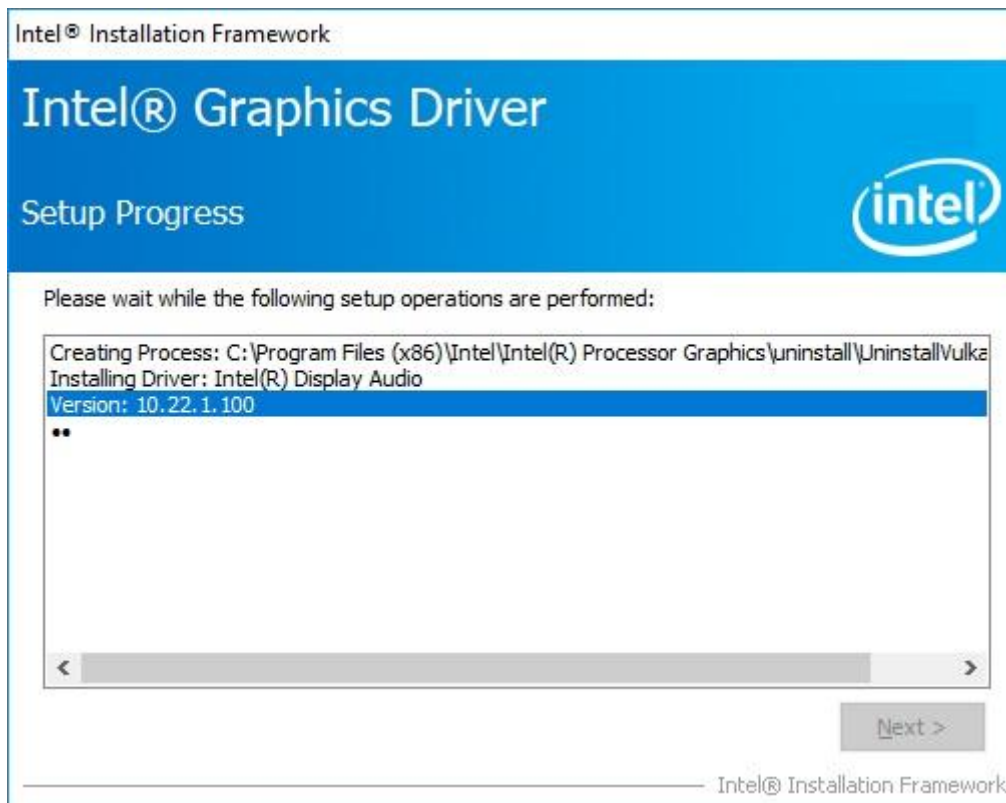 Intel® Installation Framework
Intel® Graphics Driver
intel
Setup Progress
Please wait while the following setup operations are performed:
Creating Process: C:\Program Files (x86)\Intel\Intel(R) Processor Graphics\uninstall\UninstallVulka
Installing Driver: Intel(R) Display Audio
Version: 10.22.1.100
••
Next >
Intel® Installation Framework